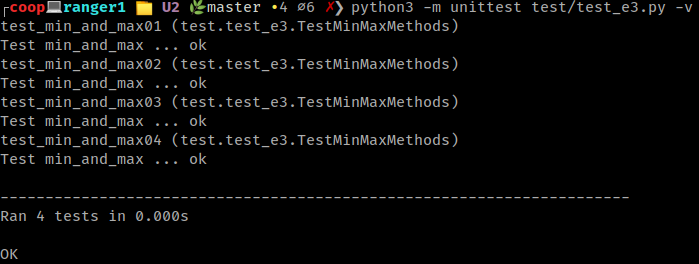 ┌coop💻ranger1 📁 U2 🌿master •4 ⌀6 ✗❯ python3 -m unittest test/test_e3.py -v
test_min_and_max01 (test.test_e3.TestMinMaxMethods)
Test min_and_max ... ok
test_min_and_max02 (test.test_e3.TestMinMaxMethods)
Test min_and_max ... ok
test_min_and_max03 (test.test_e3.TestMinMaxMethods)
Test min_and_max ... ok
test_min_and_max04 (test.test_e3.TestMinMaxMethods)
Test min_and_max ... ok
----------------------------------------------------------------------
Ran 4 tests in 0.000s
OK